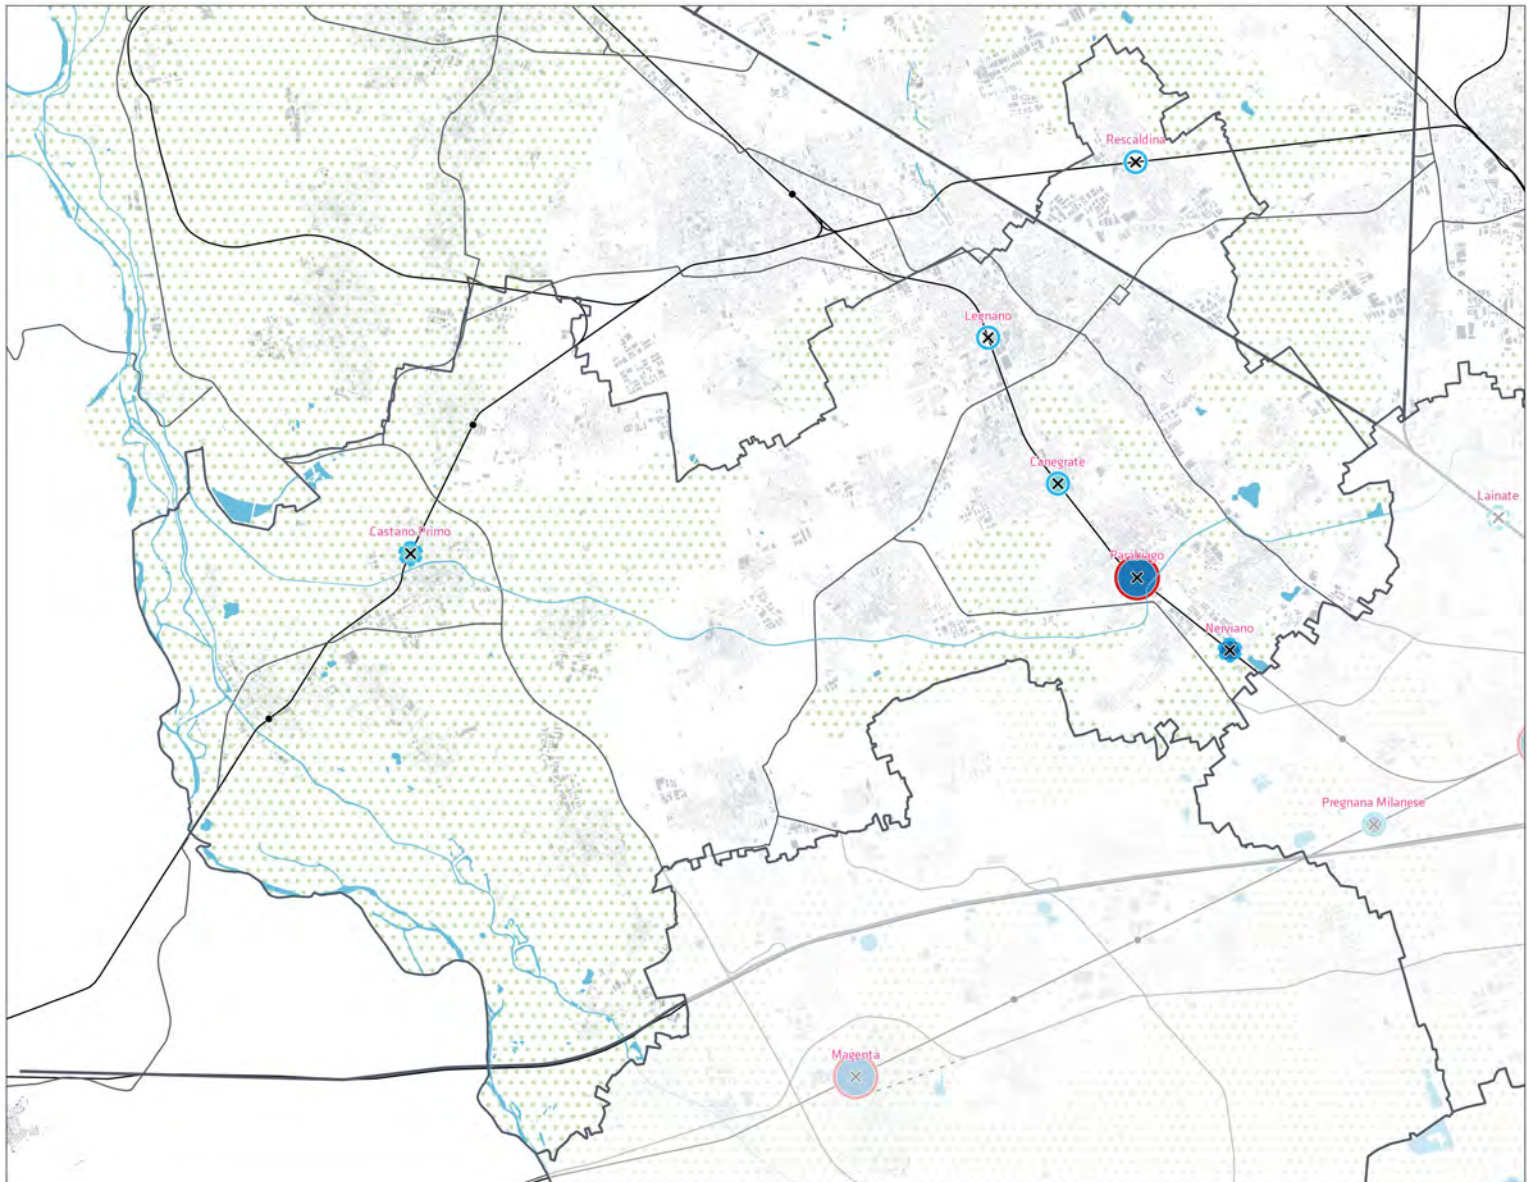 Rescaldina
Legnano
Canegrate
Lainate
Castano Primo
Parabiago
Nerviano
Pregnana Milanese
Magenta